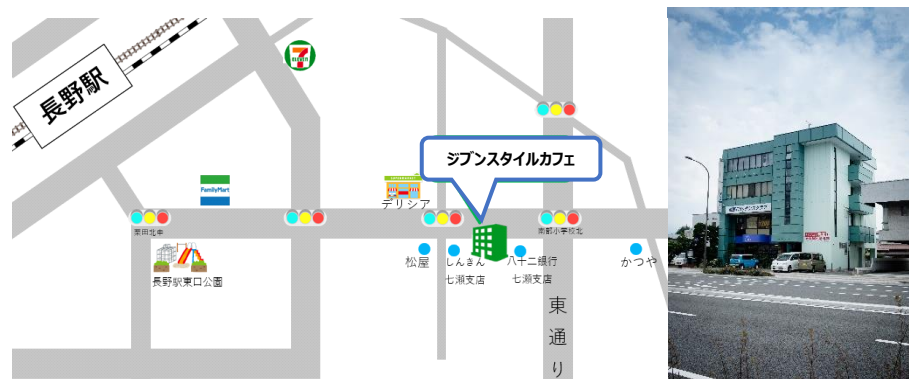 長野駅
7
ELEVEN
ジブンスタイルカフェ
FamilyMart
デリシア
栗田北中
南部小学校北
松屋
しんきん
七瀬支店
八十二銀行
七瀬支店
かつや
長野駅東口公園
東通り